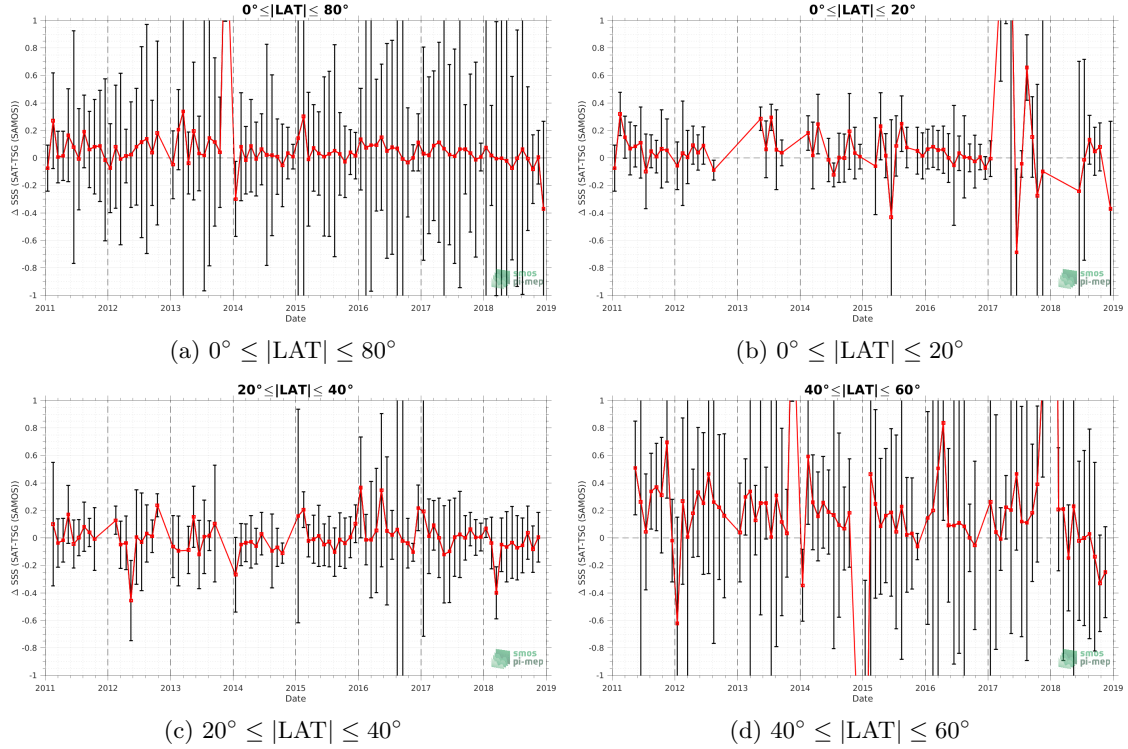 0°≤|LAT|≤ 80°
Δ SSS (SAT-TSG (SAMOS))
1
0.8
0.6
0.4
0.2
0
-0.2
-0.4
-0.6
-0.8
-1
2011 2012 2013 2014 2015 2016 2017 2018 2019
Date
smos
pi-mep
(a) 0° ≤ |LAT| ≤ 80°
0°≤|LAT|≤ 20°
Δ SSS (SAT-TSG (SAMOS))
1
0.8
0.6
0.4
0.2
0
-0.2
-0.4
-0.6
-0.8
-1
2011 2012 2013 2014 2015 2016 2017 2018 2019
Date
smos
pi-mep
(b) 0° ≤ |LAT| ≤ 20°
20°≤|LAT|≤ 40°
Δ SSS (SAT-TSG (SAMOS))
1
0.8
0.6
0.4
0.2
0
-0.2
-0.4
-0.6
-0.8
-1
2011 2012 2013 2014 2015 2016 2017 2018 2019
Date
smos
pi-mep
(c) 20° ≤ |LAT| ≤ 40°
40°≤|LAT|≤ 60°
Δ SSS (SAT-TSG (SAMOS))
1
0.8
0.6
0.4
0.2
0
-0.2
-0.4
-0.6
-0.8
-1
2011 2012 2013 2014 2015 2016 2017 2018 2019
Date
smos
pi-mep
(d) 40° ≤ |LAT| ≤ 60°